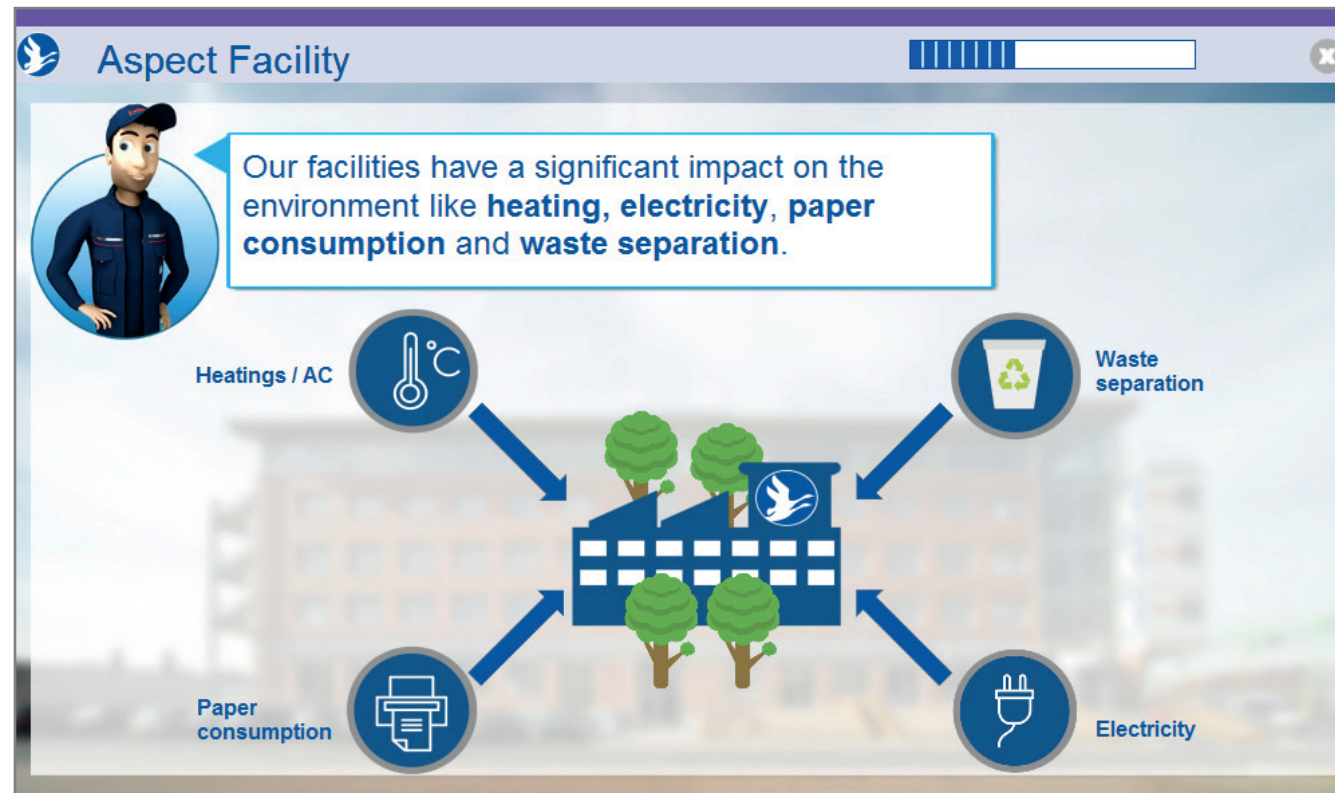 Aspect Facility
Our facilities have a significant impact on the
environment like heating, electricity, paper
consumption and waste separation.
Heatings / AC
°C
Waste
separation
Paper
consumption
Electricity